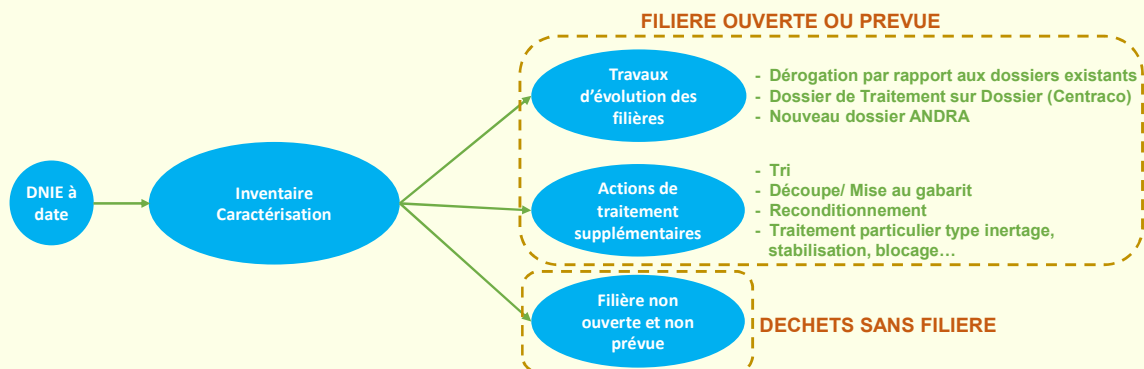 FILIERE OUVERTE OU PREVUE
DNIE à
date
Inventaire
Caractérisation
Travaux
d'évolution des
filières
- Dérogation par rapport aux dossiers existants
- Dossier de Traitement sur Dossier (Centraco)
- Nouveau dossier ANDRA
Actions de
traitement
supplémentaires
- Tri
- Découpe/ Mise au gabarit
- Reconditionnement
- Traitement particulier type inertage,
stabilisation, blocage…
Filière non
ouverte et non
prévue
DECHETS SANS FILIERE